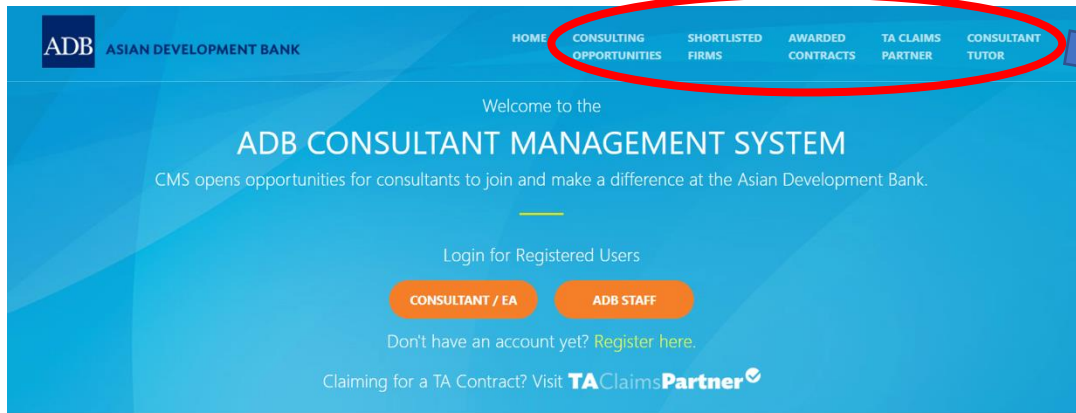 ADB ASIAN DEVELOPMENT BANK
HOME
CONSULTING
OPPORTUNITIES
SHORTLISTED
FIRMS
AWARDED
CONTRACTS
TA CLAIMS
PARTNER
CONSULTANT
TUTOR
Welcome to the
ADB CONSULTANT MANAGEMENT SYSTEM
CMS opens opportunities for consultants to join and make a difference at the Asian Development Bank.
Login for Registered Users
CONSULTANT / EA
ADB STAFF
Don't have an account yet? Register here.
Claiming for a TA Contract? Visit TAClaimsPartner